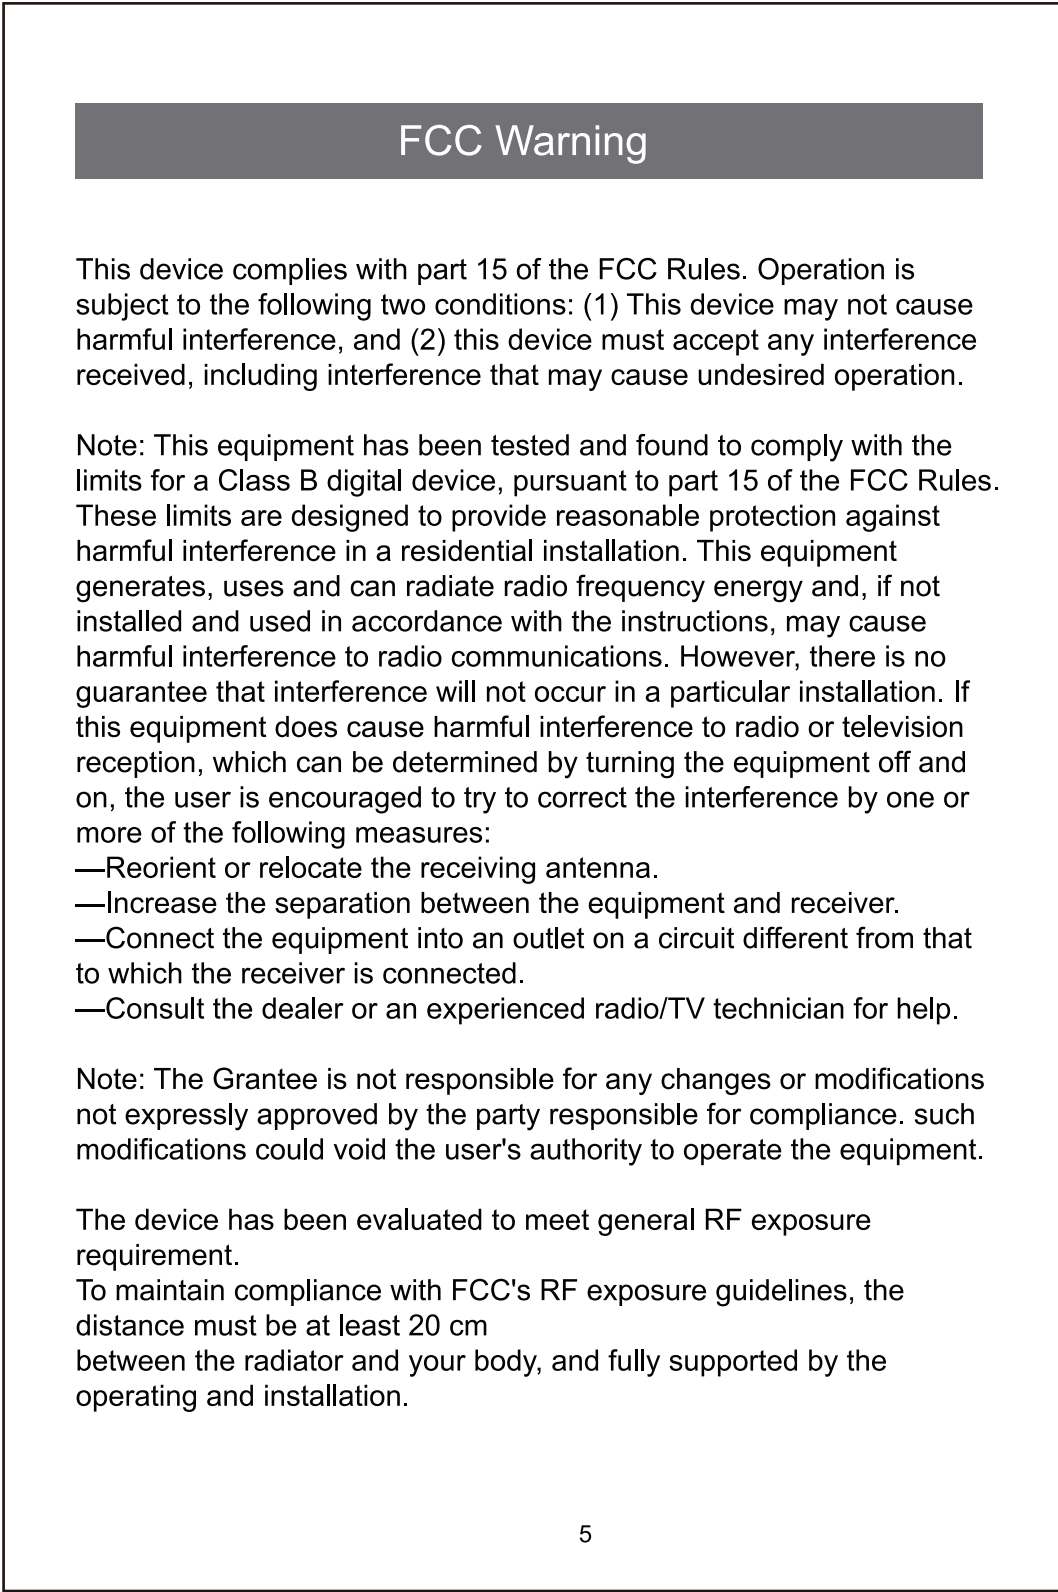 FCC Warning
This device complies with part 15 of the FCC Rules. Operation is
subject to the following two conditions: (1) This device may not cause
harmful interference, and (2) this device must accept any interference
received, including interference that may cause undesired operation.
Note: This equipment has been tested and found to comply with the
limits for a Class B digital device, pursuant to part 15 of the FCC Rules.
These limits are designed to provide reasonable protection against
harmful interference in a residential installation. This equipment
generates, uses and can radiate radio frequency energy and, if not
installed and used in accordance with the instructions, may cause
harmful interference to radio communications. However, there is no
guarantee that interference will not occur in a particular installation. If
this equipment does cause harmful interference to radio or television
reception, which can be determined by turning the equipment off and
on, the user is encouraged to try to correct the interference by one or
more of the following measures:
—Reorient or relocate the receiving antenna.
—Increase the separation between the equipment and receiver.
—Connect the equipment into an outlet on a circuit different from that
to which the receiver is connected.
—Consult the dealer or an experienced radio/TV technician for help.
Note: The Grantee is not responsible for any changes or modifications
not expressly approved by the party responsible for compliance. such
modifications could void the user's authority to operate the equipment.
The device has been evaluated to meet general RF exposure
requirement.
To maintain compliance with FCC's RF exposure guidelines, the
distance must be at least 20 cm
between the radiator and your body, and fully supported by the
operating and installation.
5